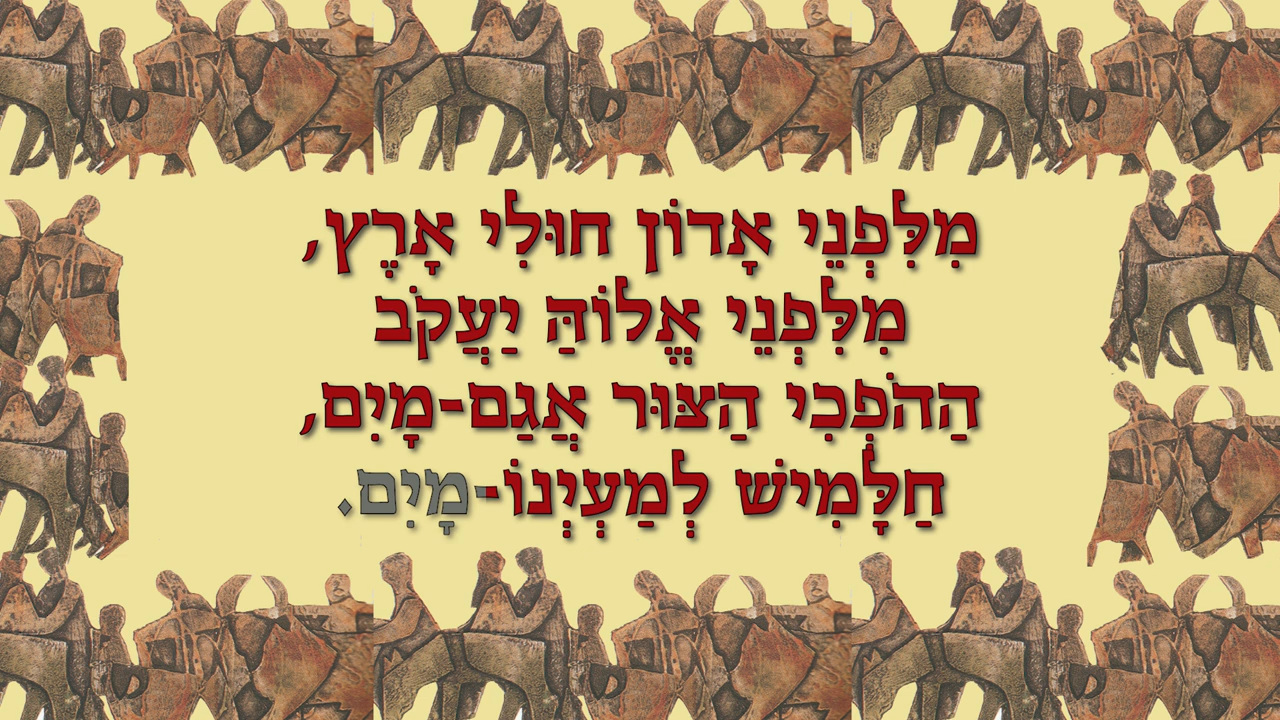 מִלִּפְנֵי אָדוֹן חוּלִי אָרֶץ,
מִלִּפְנֵי אֱלוֹהַּ יַעֲקֹב
הַהֹפְכִי הַצּוּר אֲגַם-מָיִם,
חַלָּמִישׁ לְמַעְיְנוֹ-מָיִם.